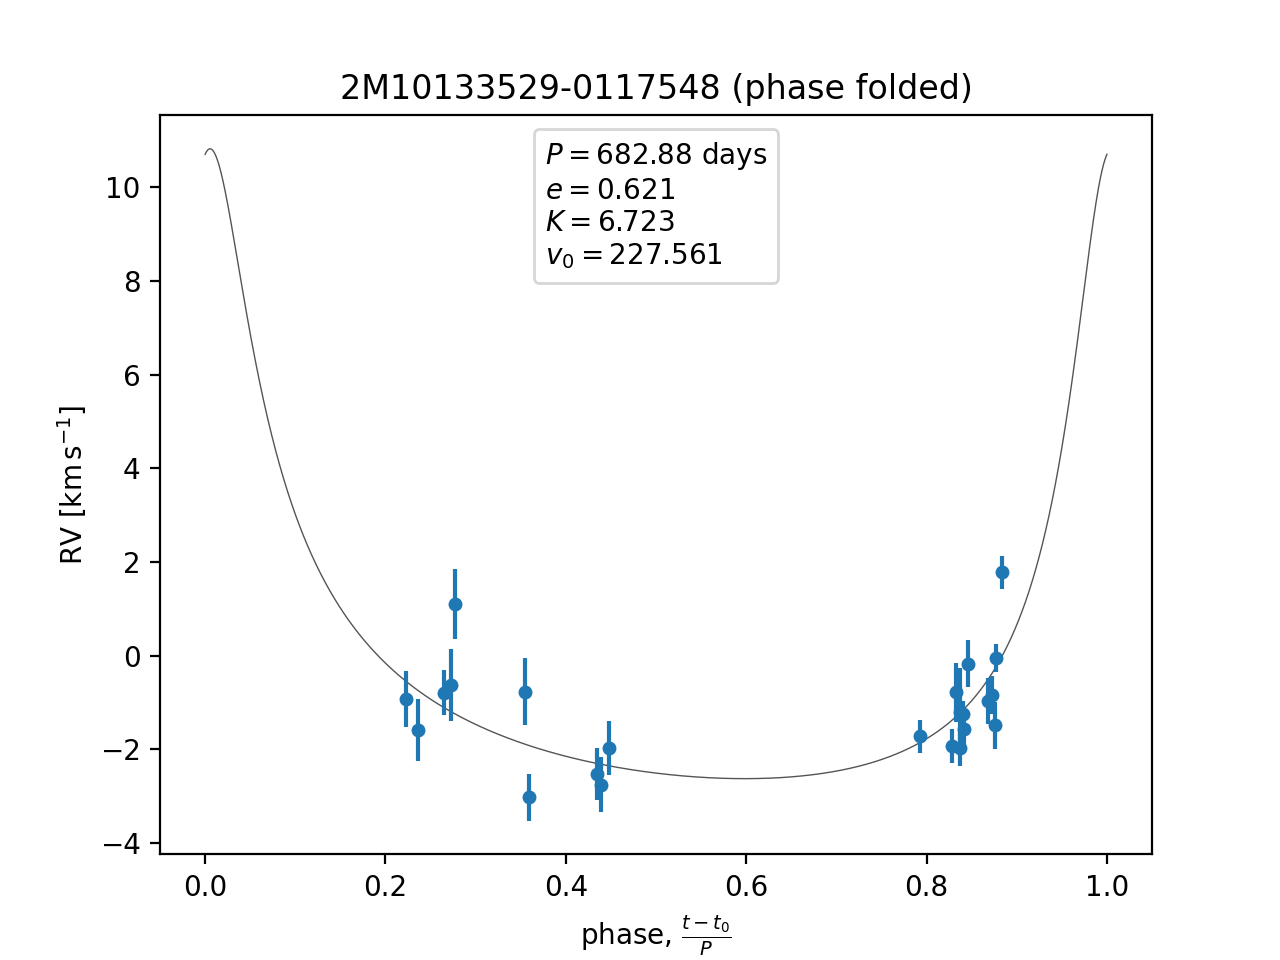 2M10133529-0117548 (phase folded)
P = 682.88 days
e = 0.621
K = 6.723
v₀ = 227.561
10
8
6
4
2
0
−2
−4
RV [km s⁻¹]
0.0 0.2 0.4 0.6 0.8 1.0
phase, (t − t₀)/P